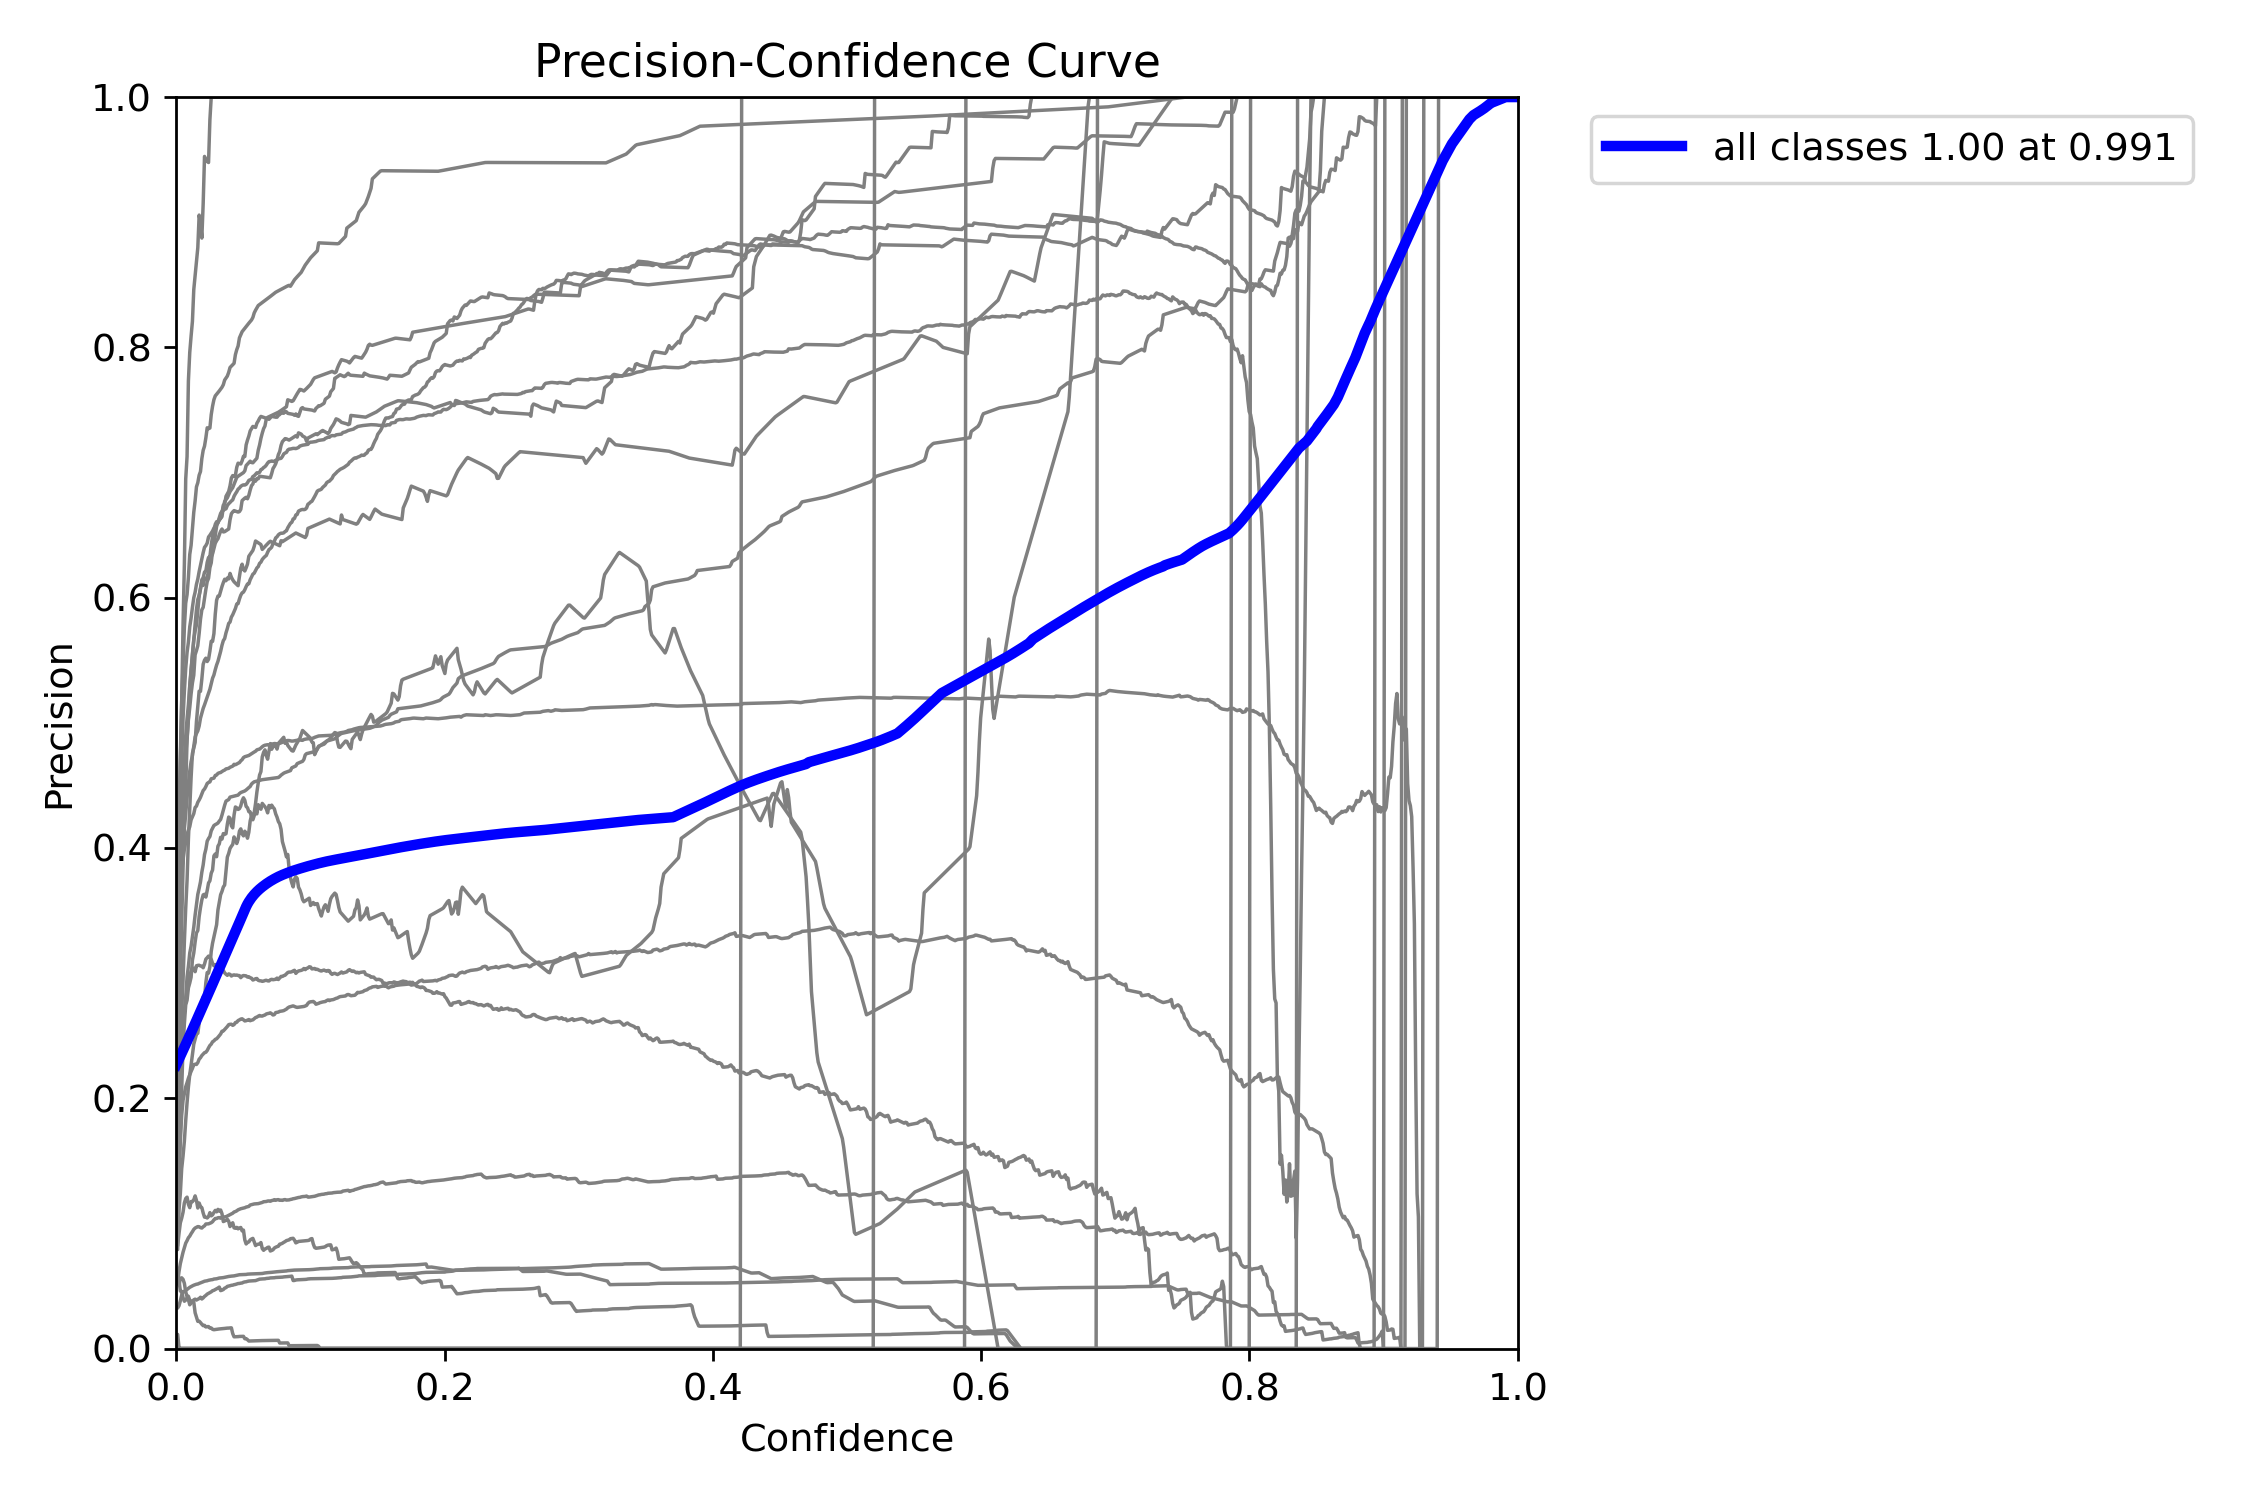 Precision-Confidence Curve
all classes 1.00 at 0.991
1.0
0.8
0.6
0.4
0.2
0.0
Precision
0.0 0.2 0.4 0.6 0.8 1.0
Confidence